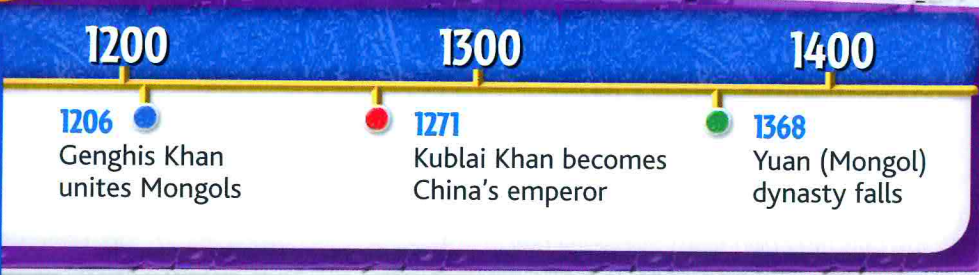 1200 1300 1400
1206
Genghis Khan
unites Mongols
1271
Kublai Khan becomes
China's emperor
1368
Yuan (Mongol)
dynasty falls